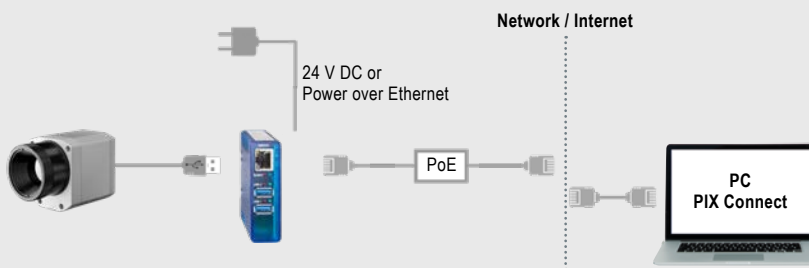 Network / Internet
24 V DC or
Power over Ethernet
PoE
PC
PIX Connect